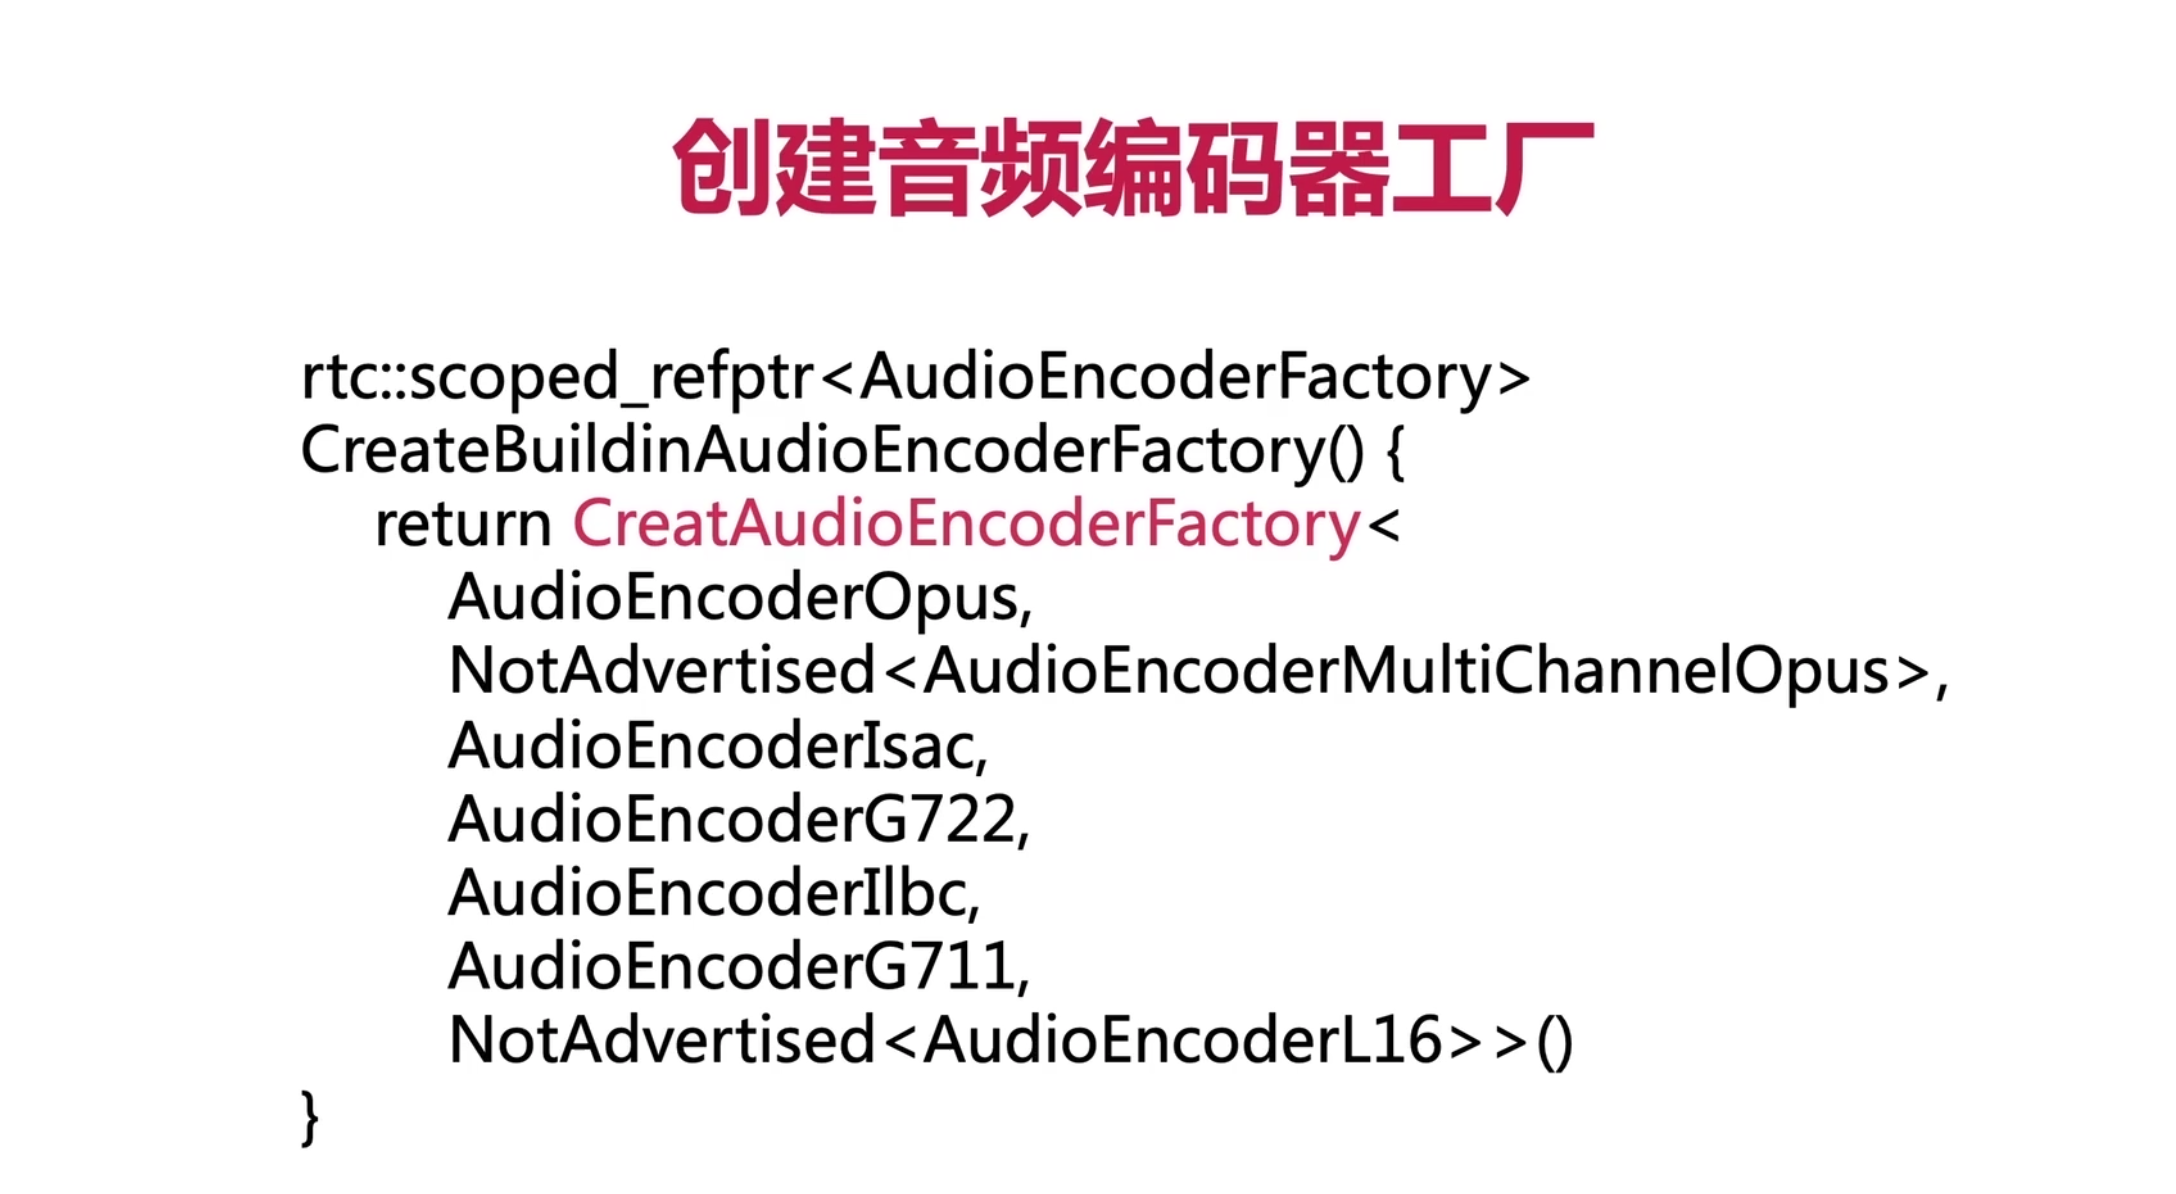 创建音频编码器工厂
rtc::scoped_refptr<AudioEncoderFactory>
CreateBuildinAudioEncoderFactory() {
return CreatAudioEncoderFactory<
AudioEncoderOpus,
NotAdvertised<AudioEncoderMultiChannelOpus>,
AudioEncoderIsac,
AudioEncoderG722,
AudioEncoderIlbc,
AudioEncoderG711,
NotAdvertised<AudioEncoderL16>>()
}